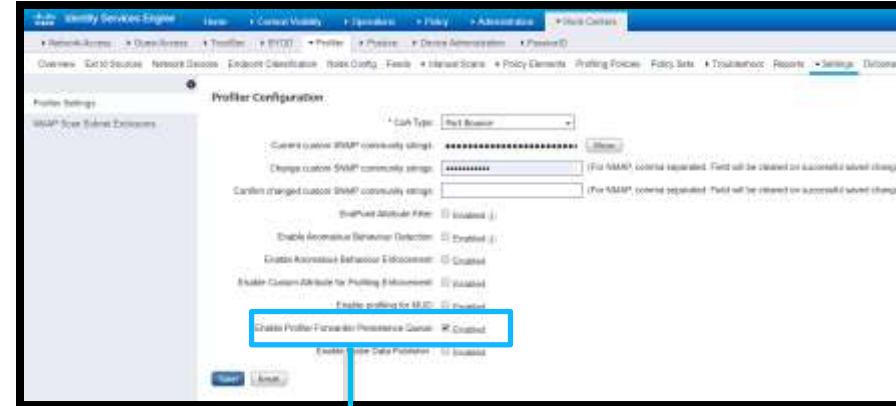 cisco Identity Services Engine Home Context Visibility Operations Policy Administration Work Centers
Network Access Guest Access TrustSec BYOD Profiler Posture Device Administration PassiveID
Overview Ext Id Sources Network Devices Endpoint Classification Node Config Feeds Manual Scans Policy Elements Profiling Policies Policy Sets Troubleshoot Reports Settings
Profiler Settings
NMAP Scan Subnet Exclusions
Profiler Configuration
* CoA Type: Port Bounce
Current custom SNMP community strings: Show
Change custom SNMP community strings: (For NMAP, comma separated. Field will be cleared on successful saved change
Confirm changed custom SNMP community strings: (For NMAP, comma separated. Field will be cleared on successful saved change
EndPoint Attribute Filter: Enabled
Enable Anomalous Behaviour Detection: Enabled
Enable Anomalous Behaviour Enforcement: Enabled
Enable Custom Attribute for Profiling Enforcement: Enabled
Enable profiling for MUD: Enabled
Enable Profiler Forwarder Persistence Queue: Enabled
Enable Probe Data Publisher: Enabled
Save Reset